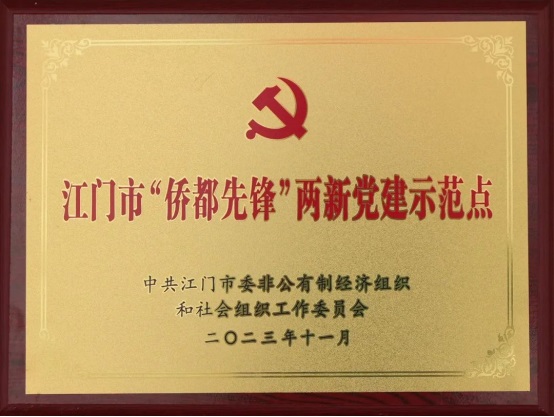 江门市“侨都先锋”两新党建示范点
中共江门市委非公有制经济组织
和社会组织工作委员会
二〇二三年十一月